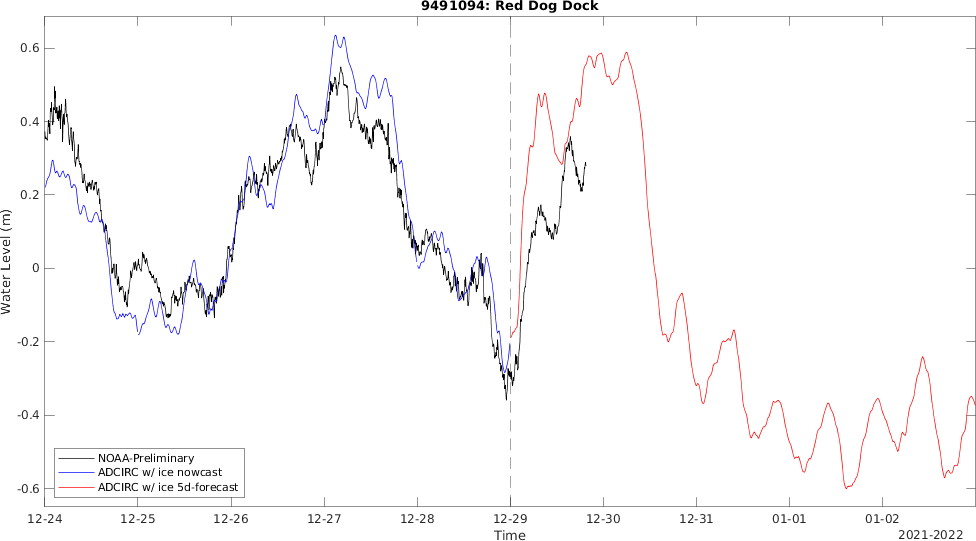 9491094: Red Dog Dock
Water Level (m)
0.6
0.4
0.2
0
-0.2
-0.4
-0.6
NOAA-Preliminary
ADCIRC w/ ice nowcast
ADCIRC w/ ice 5d-forecast
12-24 12-25 12-26 12-27 12-28 12-29 12-30 12-31 01-01 01-02
Time
2021-2022